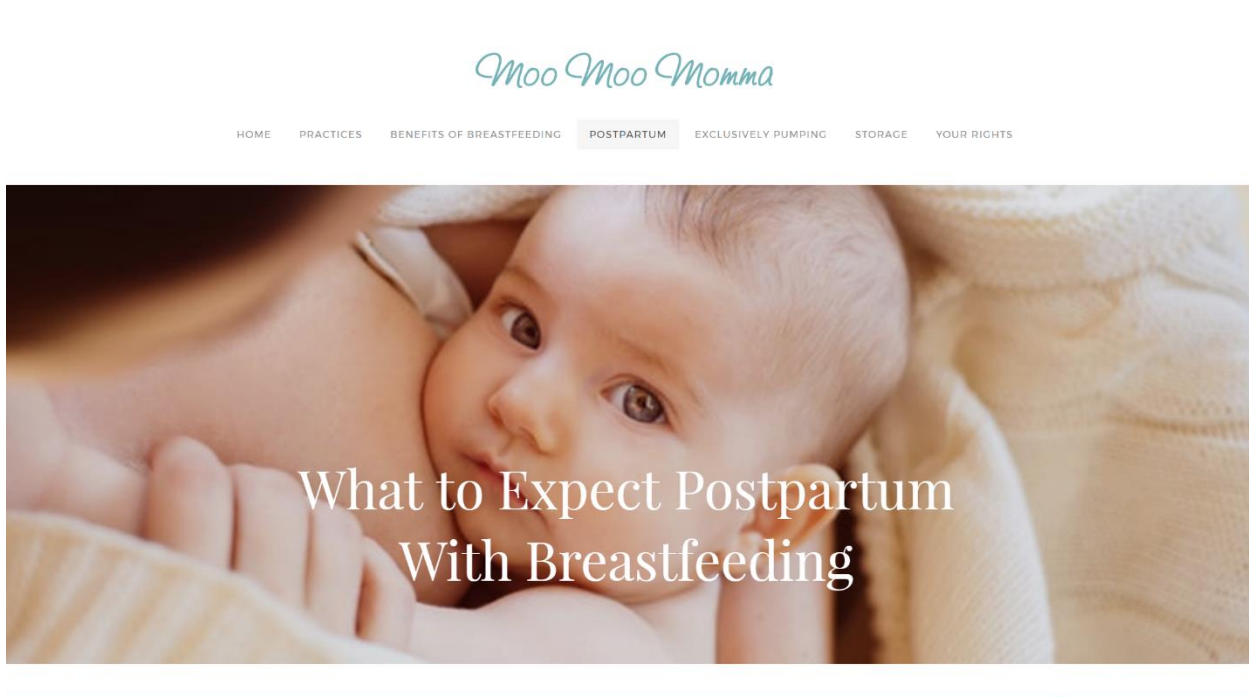 Moo Moo Momma
HOME PRACTICES BENEFITS OF BREASTFEEDING POSTPARTUM EXCLUSIVELY PUMPING STORAGE YOUR RIGHTS
What to Expect Postpartum
With Breastfeeding